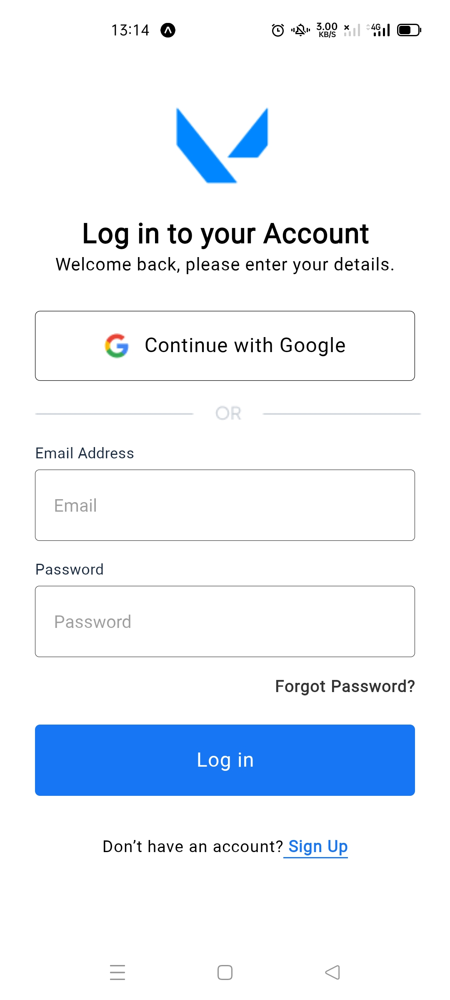 13:14 3.00 KB/S 4G
Log in to your Account
Welcome back, please enter your details.
Continue with Google
OR
Email Address
Email
Password
Password
Forgot Password?
Log in
Don’t have an account? Sign Up